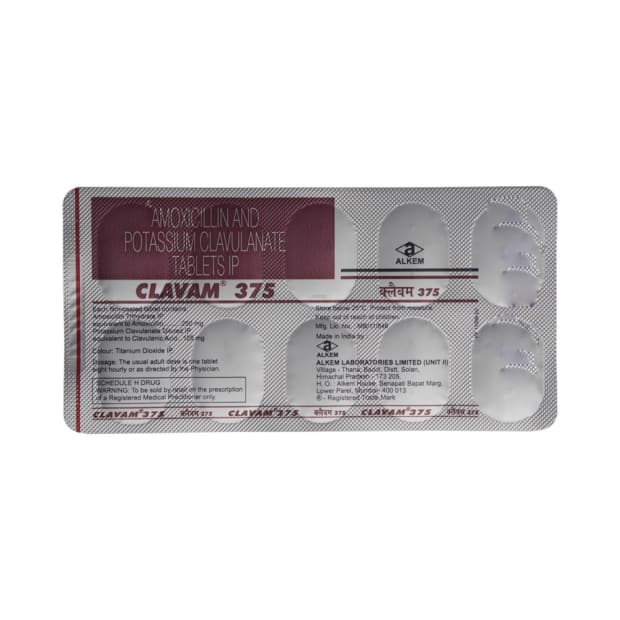 ℞ AMOXICILLIN AND
POTASSIUM CLAVULANATE
TABLETS IP
CLAVAM® 375
Each film-coated tablet contains
Amoxicillin Trihydrate IP
equivalent to Amoxicillin 250 mg
Potassium Clavulanate Diluted IP
equivalent to Clavulanic Acid 125 mg
Colour: Titanium Dioxide IP
Dosage: The usual adult dose is one tablet
eight hourly or as directed by the Physician.
SCHEDULE H DRUG
WARNING: To be sold by retail on the prescription
of a Registered Medical Practitioner only.
a
ALKEM
क्लैवम 375
Store below 25°C. Protect from moisture.
Keep out of reach of children.
Mfg. Lic. No.
Made in India by
a
ALKEM
ALKEM LABORATORIES LIMITED (UNIT II)
Village - Thana, Baddi, Distt. Solan,
Himachal Pradesh - 173 205.
H. O. Alkem House, Senapati Bapat Marg,
Lower Parel, Mumbai- 400 013
® - Registered Trade Mark
CLAVAM®375 क्लैवम 375 CLAVAM®375 क्लैवम 375 CLAVAM®375 क्लैवम 375